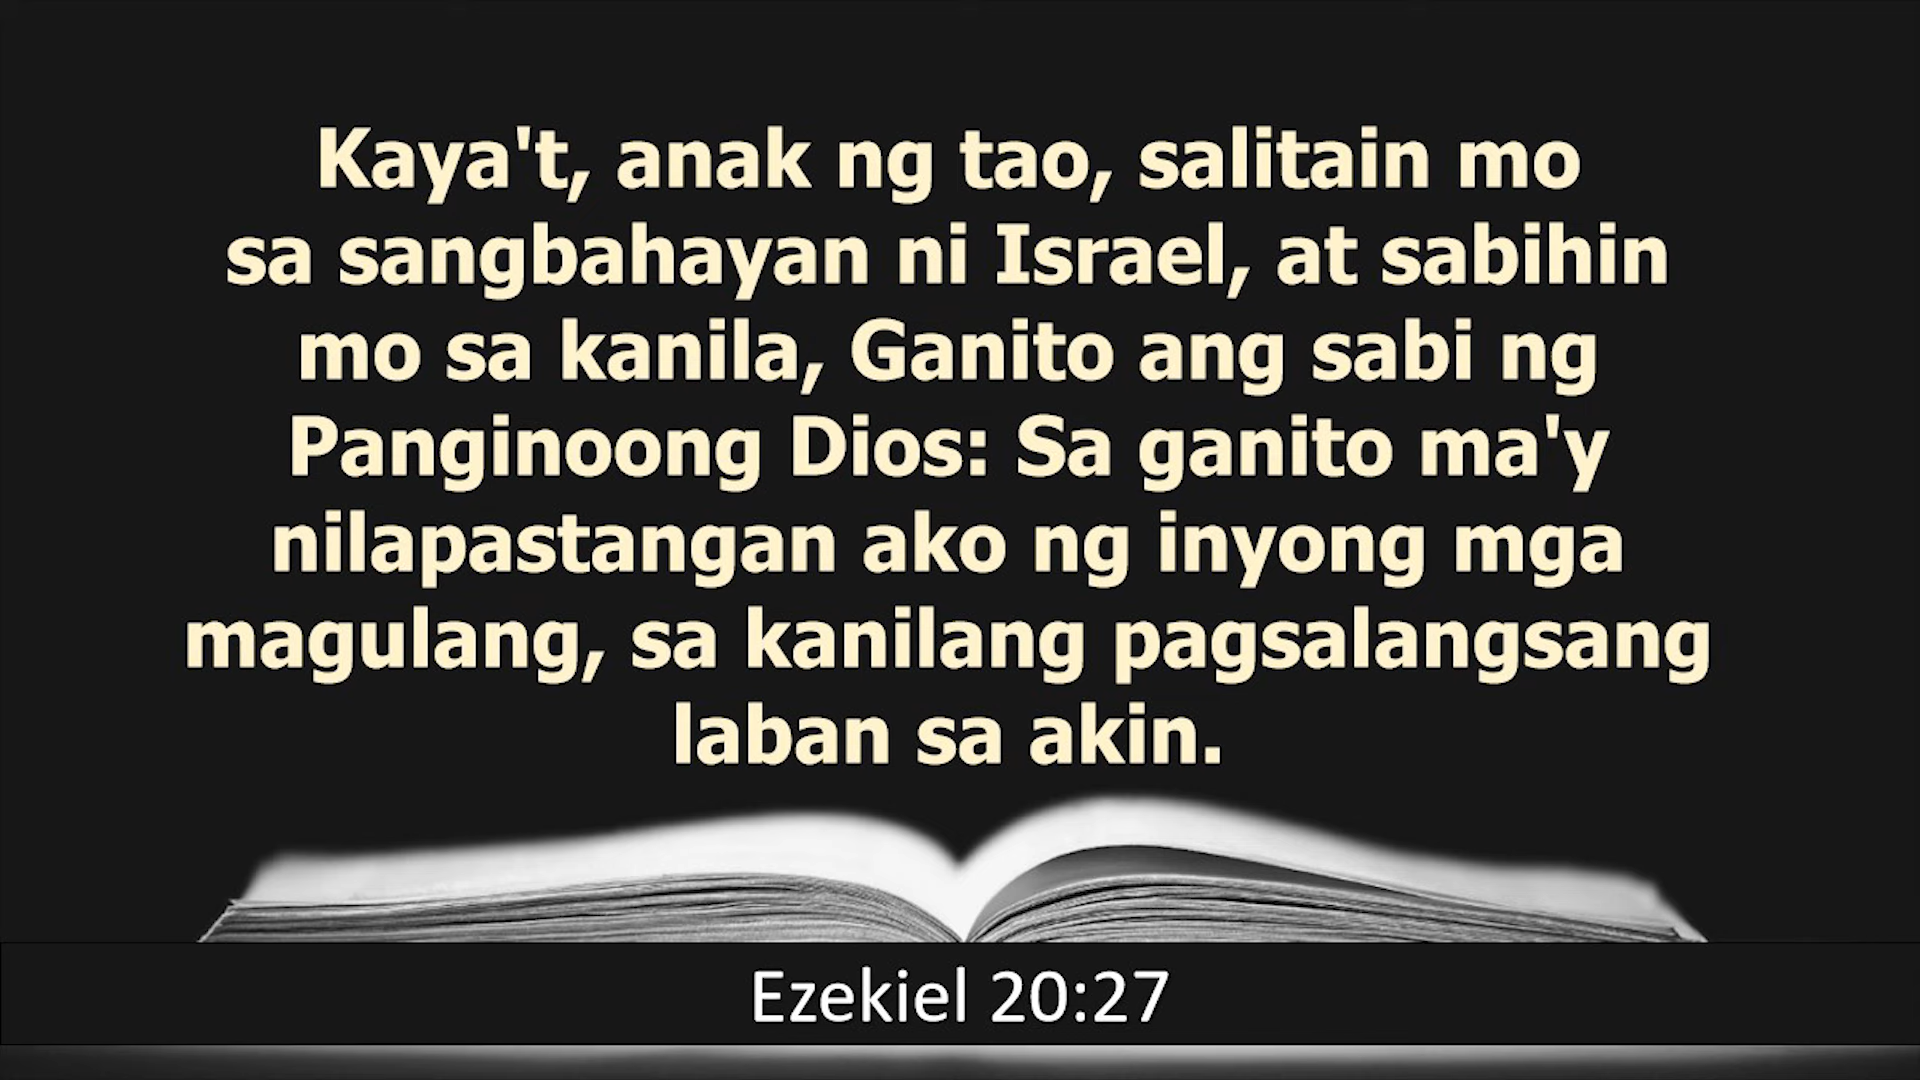 Kaya't, anak ng tao, salitain mo
sa sangbahayan ni Israel, at sabihin
mo sa kanila, Ganito ang sabi ng
Panginoong Dios: Sa ganito ma'y
nilapastangan ako ng inyong mga
magulang, sa kanilang pagsalangsang
laban sa akin.
Ezekiel 20:27